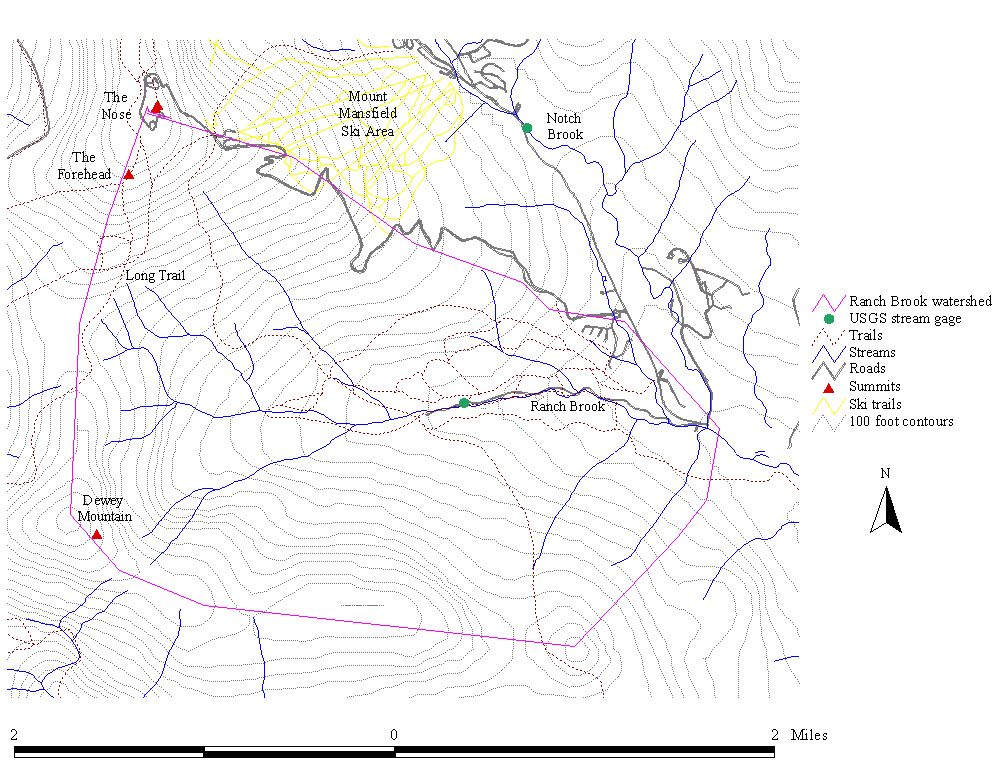 The
Nose
Mount
Mansfield
Ski Area
Notch
Brook
The
Forehead
Long Trail
Ranch Brook
Dewey
Mountain
Ranch Brook watershed
USGS stream gage
Trails
Streams
Roads
Summits
Ski trails
100 foot contours
N
2 0 2 Miles